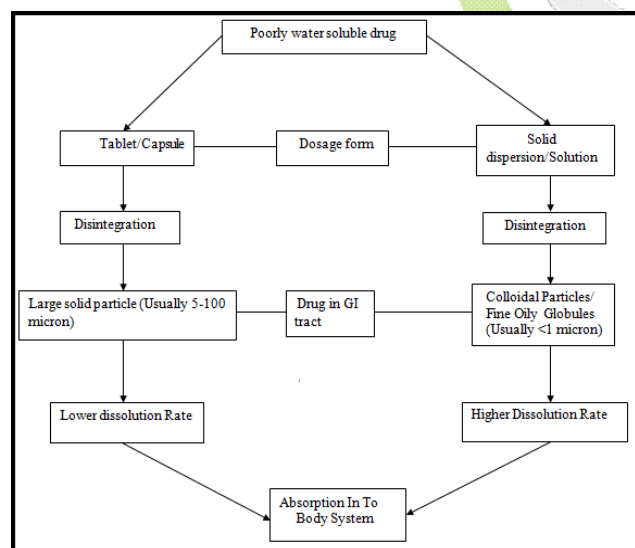 Poorly water soluble drug
Tablet/Capsule
Dosage form
Solid
dispersion/Solution
Disintegration
Disintegration
Large solid particle (Usually 5-100
micron)
Drug in GI
tract
Colloidal Particles/
Fine Oily Globules
(Usually <1 micron)
Lower dissolution Rate
Higher Dissolution Rate
Absorption In To
Body System